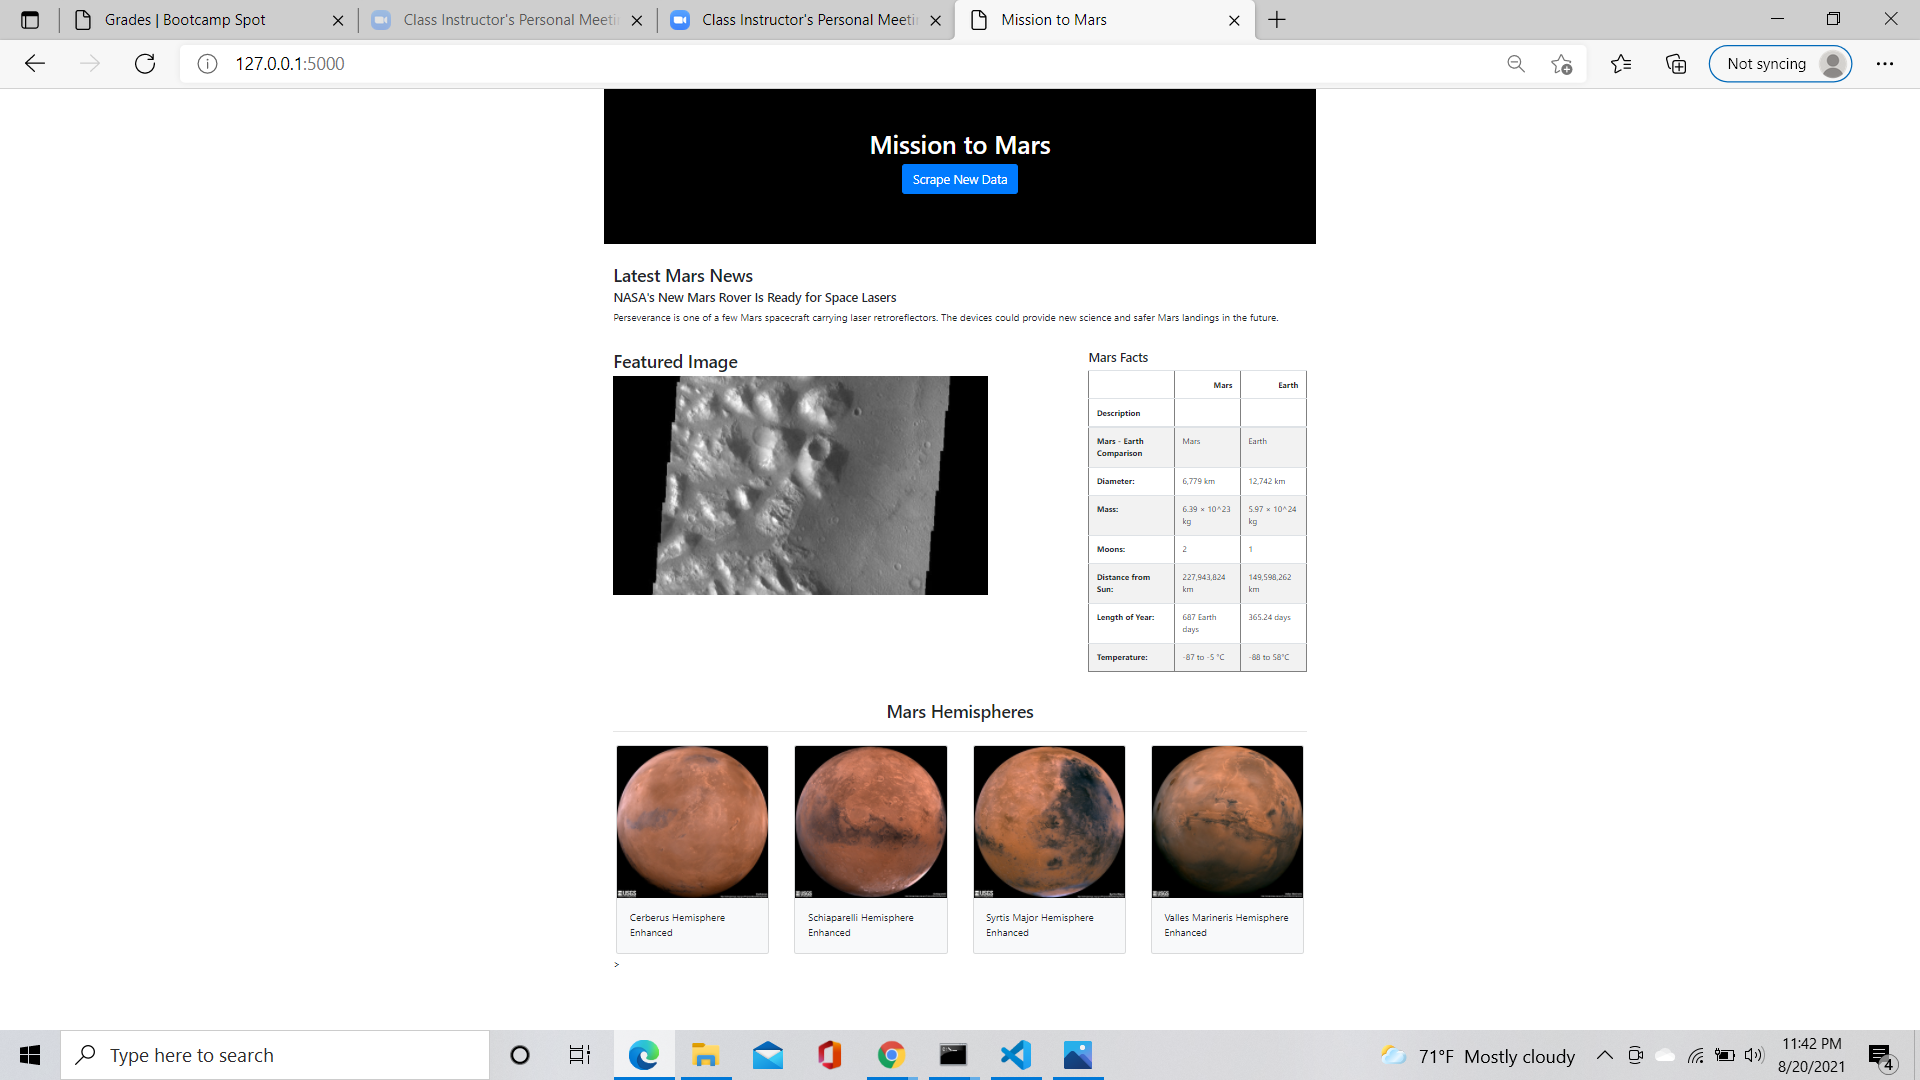 Grades | Bootcamp Spot
Class Instructor's Personal Meeti
Class Instructor's Personal Meetin
Mission to Mars
127.0.0.1:5000
Not syncing
Mission to Mars
Scrape New Data
Latest Mars News
NASA's New Mars Rover Is Ready for Space Lasers
Perseverance is one of a few Mars spacecraft carrying laser retroreflectors. The devices could provide new science and safer Mars landings in the future.
Featured Image
Mars Facts
Mars Earth
Description
Mars - Earth Comparison Mars Earth
Diameter: 6,779 km 12,742 km
Mass: 6.39 × 10^23 kg 5.97 × 10^24 kg
Moons: 2 1
Distance from Sun: 227,943,824 km 149,598,262 km
Length of Year: 687 Earth days 365.24 days
Temperature: -87 to -5 °C -88 to 58°C
Mars Hemispheres
USGS USGS USGS USGS
Cerberus Hemisphere Enhanced
Schiaparelli Hemisphere Enhanced
Syrtis Major Hemisphere Enhanced
Valles Marineris Hemisphere Enhanced
>
Type here to search
71°F Mostly cloudy
11:42 PM
8/20/2021
4